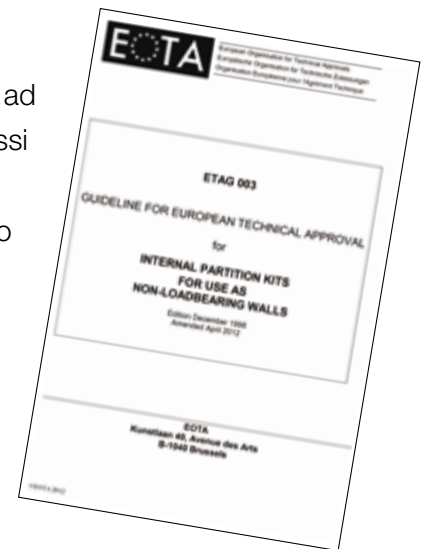 ad
ssi
o
EOTA
European Organisation for Technical Approvals
Europäische Organisation für Technische Zulassungen
Organisation Européenne pour l'Agrément Technique
ETAG 003
GUIDELINE FOR EUROPEAN TECHNICAL APPROVAL
for
INTERNAL PARTITION KITS
FOR USE AS
NON-LOADBEARING WALLS
Edition December 1998
Amended April 2012
EOTA
Kunstlaan 40, Avenue des Arts
B-1040 Brussels
©EOTA 2012